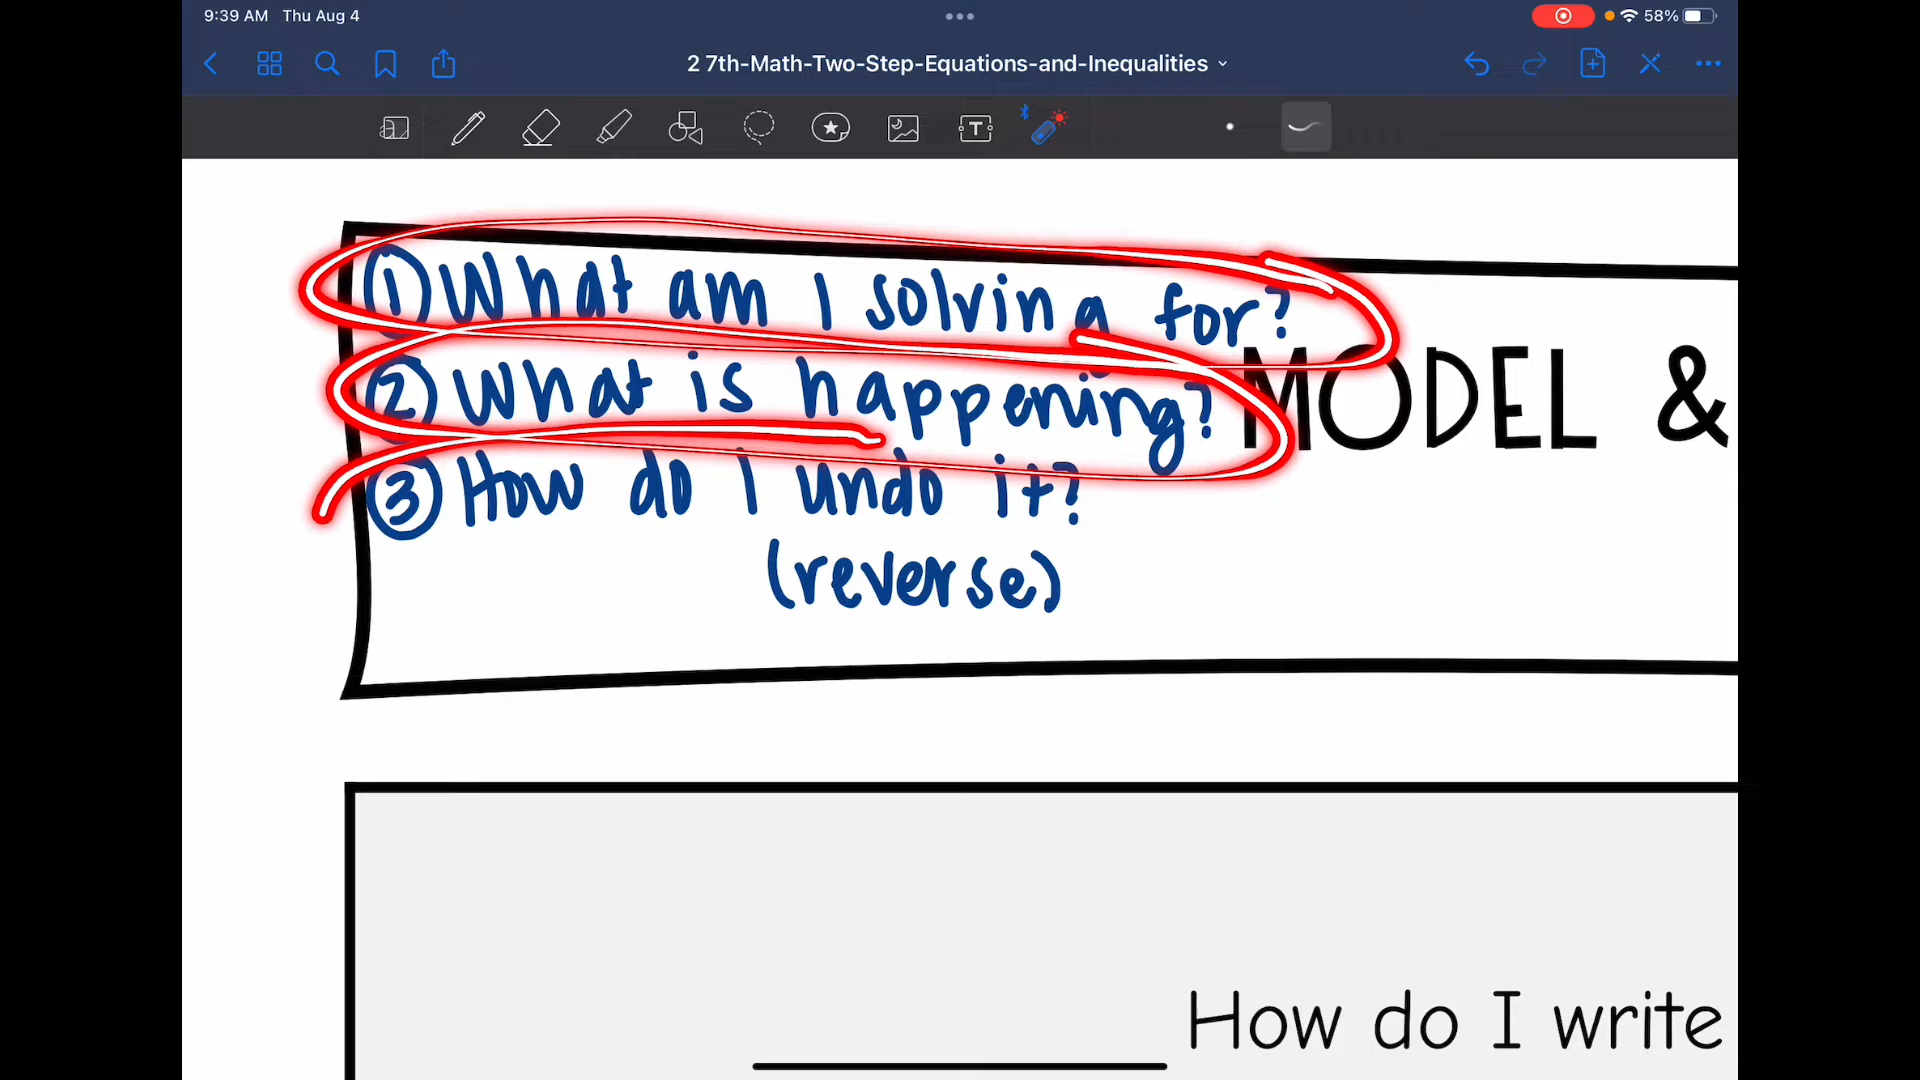 9:39 AM Thu Aug 4
58%
2 7th-Math-Two-Step-Equations-and-Inequalities
T
① What am I solving for?
② What is happening?
MODEL &
③ How do I undo it?
(reverse)
How do I write